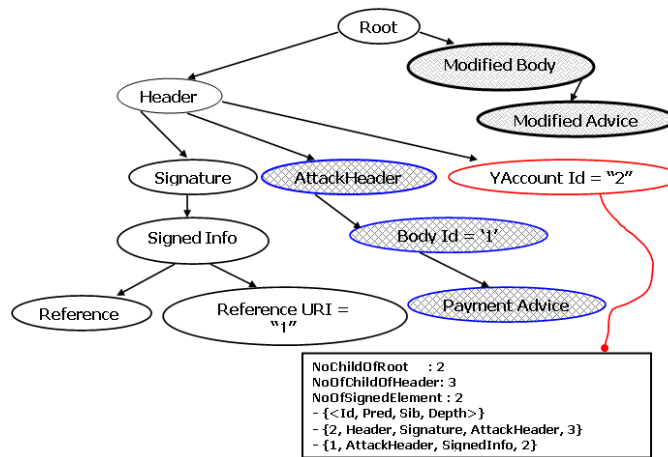 Root
Modified Body
Header
Modified Advice
Signature
AttackHeader
YAccount Id = “2”
Signed Info
Body Id = ‘1’
Reference
Reference URI =
“1”
Payment Advice
NoChildOfRoot : 2
NoOfChildOfHeader: 3
NoOfSignedElement : 2
- {<Id, Pred, Sib, Depth>}
- {2, Header, Signature, AttackHeader, 3}
- {1, AttackHeader, SignedInfo, 2}